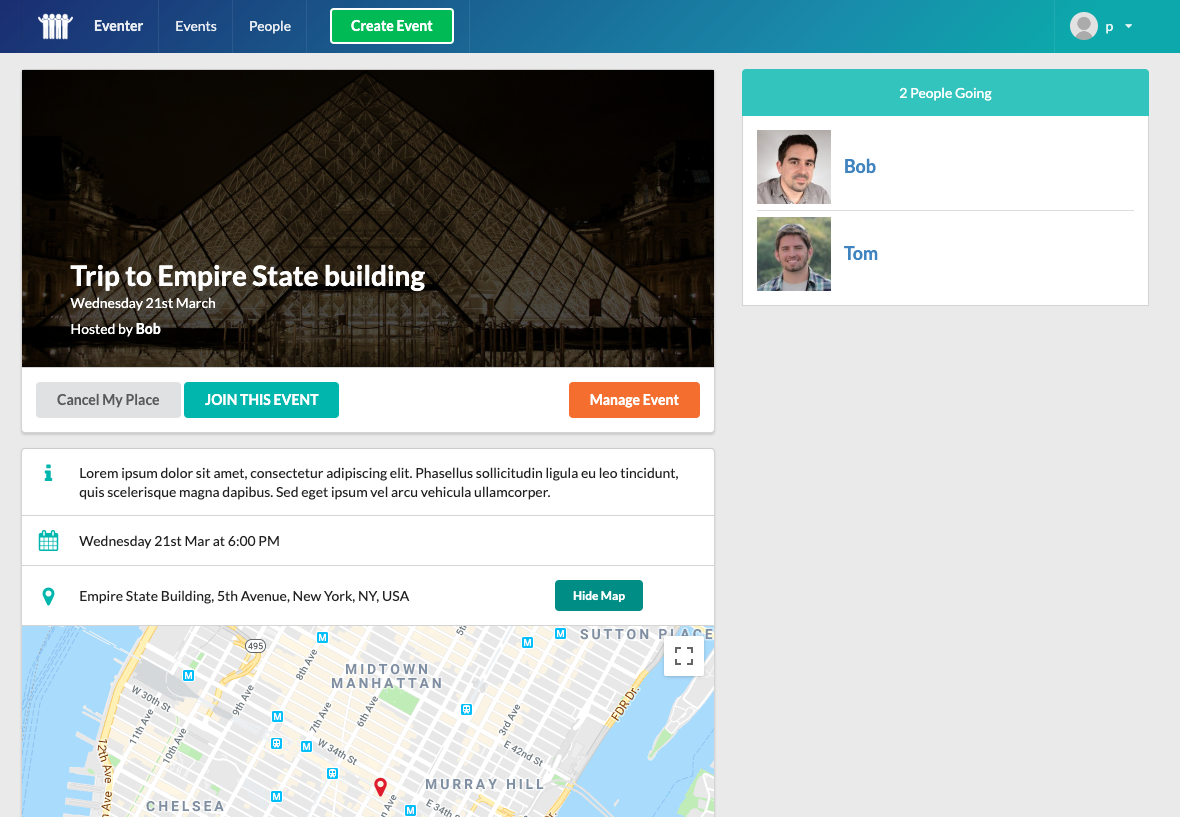 Eventer
Events
People
Create Event
p
Trip to Empire State building
Wednesday 21st March
Hosted by Bob
Cancel My Place
JOIN THIS EVENT
Manage Event
2 People Going
Bob
Tom
Lorem ipsum dolor sit amet, consectetur adipiscing elit. Phasellus sollicitudin ligula eu leo tincidunt,
quis scelerisque magna dapibus. Sed eget ipsum vel arcu vehicula ullamcorper.
Wednesday 21st Mar at 6:00 PM
Empire State Building, 5th Avenue, New York, NY, USA
Hide Map
SUTTON PLACE
495
M
M
M
M
MIDTOWN
MANHATTAN
8th Ave
W 30th St
9th Ave
11th Ave
10th Ave
7th Ave
6th Ave
3rd Ave
FDR Dr.
M
M
W 34th St
E 42nd St
12th Ave
MURRAY HILL
CHELSEA
M
M
E 34th St
Ave